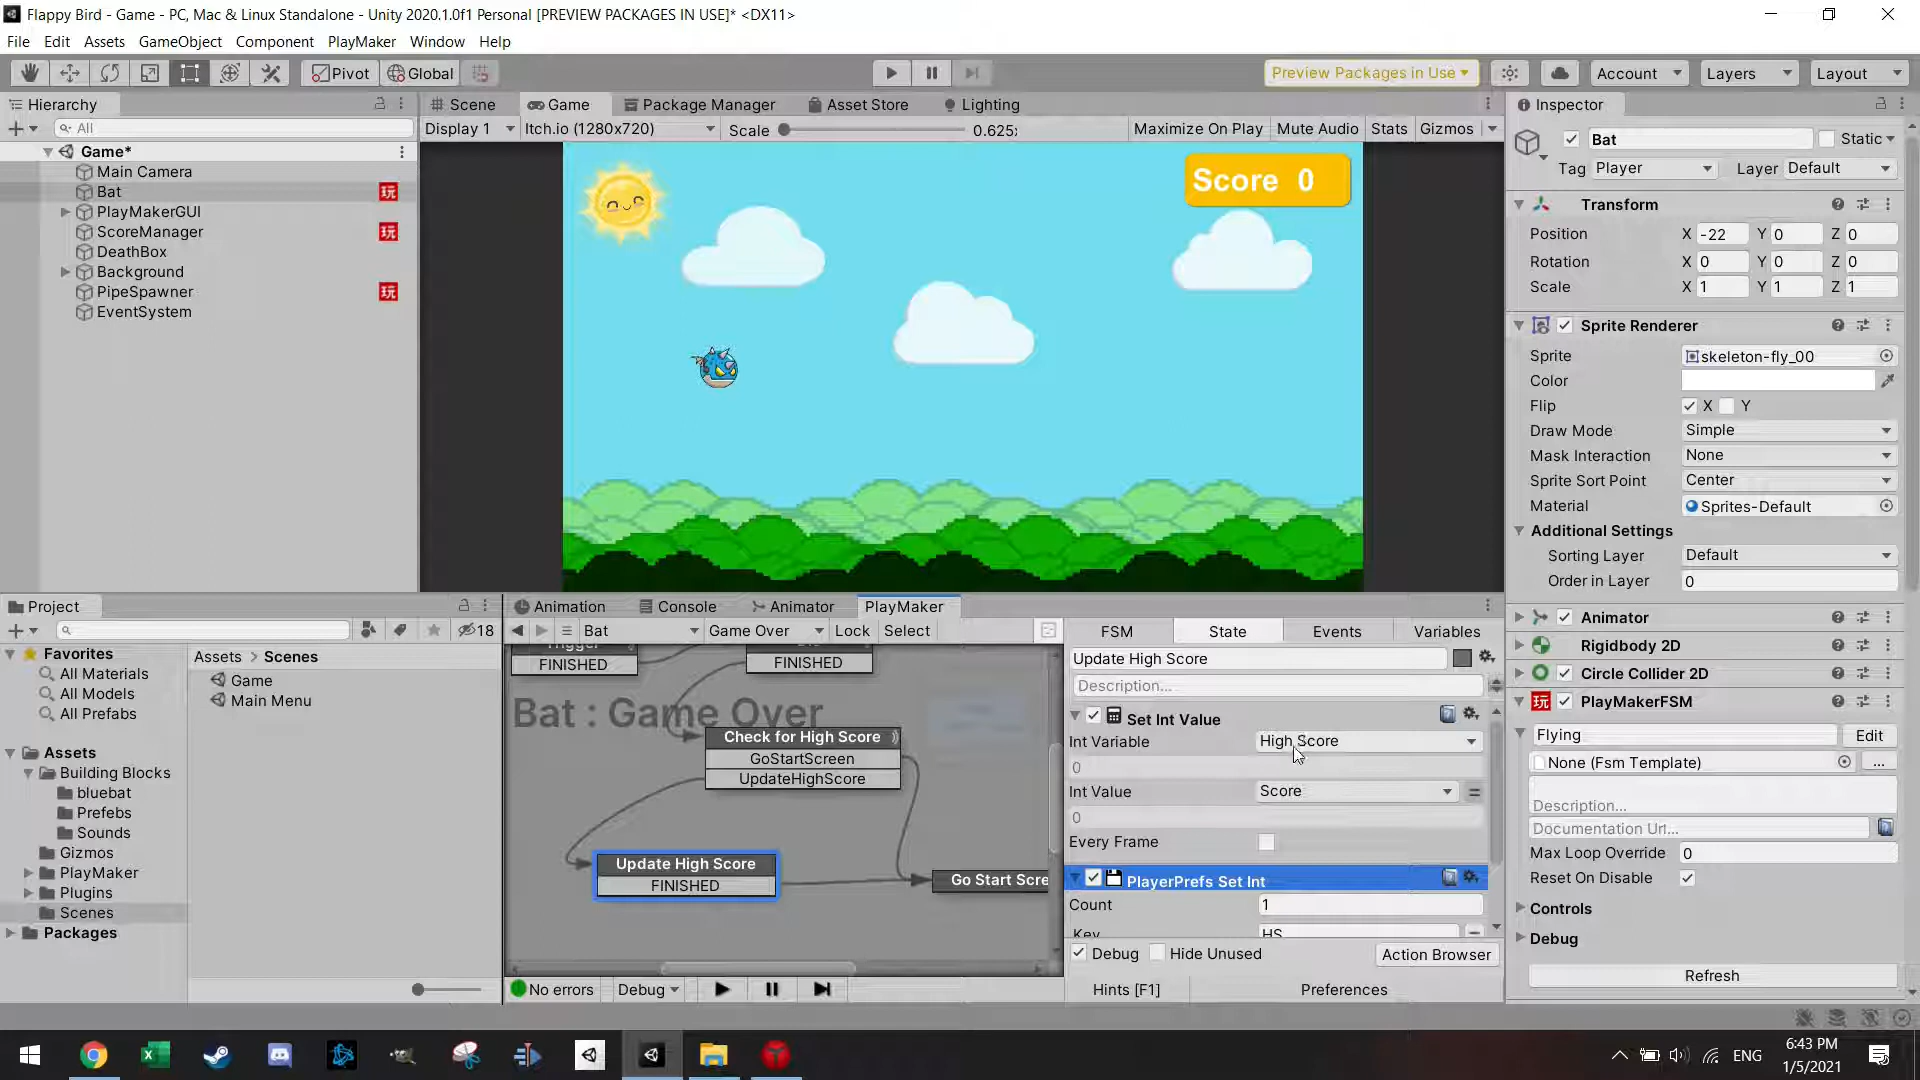 Flappy Bird - Game - PC, Mac & Linux Standalone - Unity 2020.1.0f1 Personal [PREVIEW PACKAGES IN USE]* <DX11>
File Edit Assets GameObject Component PlayMaker Window Help
Pivot Global Preview Packages in Use Account Layers Layout
Hierarchy
All
Game*
Main Camera
Bat 玩
PlayMakerGUI
ScoreManager 玩
DeathBox
Background
PipeSpawner 玩
EventSystem
Scene Game Package Manager Asset Store Lighting
Display 1 Itch.io (1280x720) Scale 0.625 Maximize On Play Mute Audio Stats Gizmos
Score 0
Inspector
Bat Static
Tag Player Layer Default
Transform
Position X -22 Y 0 Z 0
Rotation X 0 Y 0 Z 0
Scale X 1 Y 1 Z 1
Sprite Renderer
Sprite skeleton-fly_00
Color
Flip X Y
Draw Mode Simple
Mask Interaction None
Sprite Sort Point Center
Material Sprites-Default
Additional Settings
Sorting Layer Default
Order in Layer 0
Animator
Rigidbody 2D
Circle Collider 2D
玩 PlayMakerFSM
Flying Edit
None (Fsm Template) ...
Description...
Documentation Url...
Max Loop Override 0
Reset On Disable
Controls
Debug
Refresh
Project
18
Favorites
All Materials
All Models
All Prefabs
Assets
Building Blocks
bluebat
Prefebs
Sounds
Gizmos
PlayMaker
Plugins
Scenes
Packages
Assets > Scenes
Game
Main Menu
Animation Console Animator PlayMaker
Bat Game Over Lock Select
Trigger
FINISHED
FINISHED
Bat : Game Over
Check for High Score
GoStartScreen
UpdateHighScore
Update High Score
FINISHED
Go Start Scre
No errors Debug
FSM State Events Variables
Update High Score
Description...
Set Int Value
Int Variable High Score
0
Int Value Score
0
Every Frame
PlayerPrefs Set Int
Count 1
Key HS
Debug Hide Unused Action Browser
Hints [F1] Preferences
ENG
6:43 PM
1/5/2021